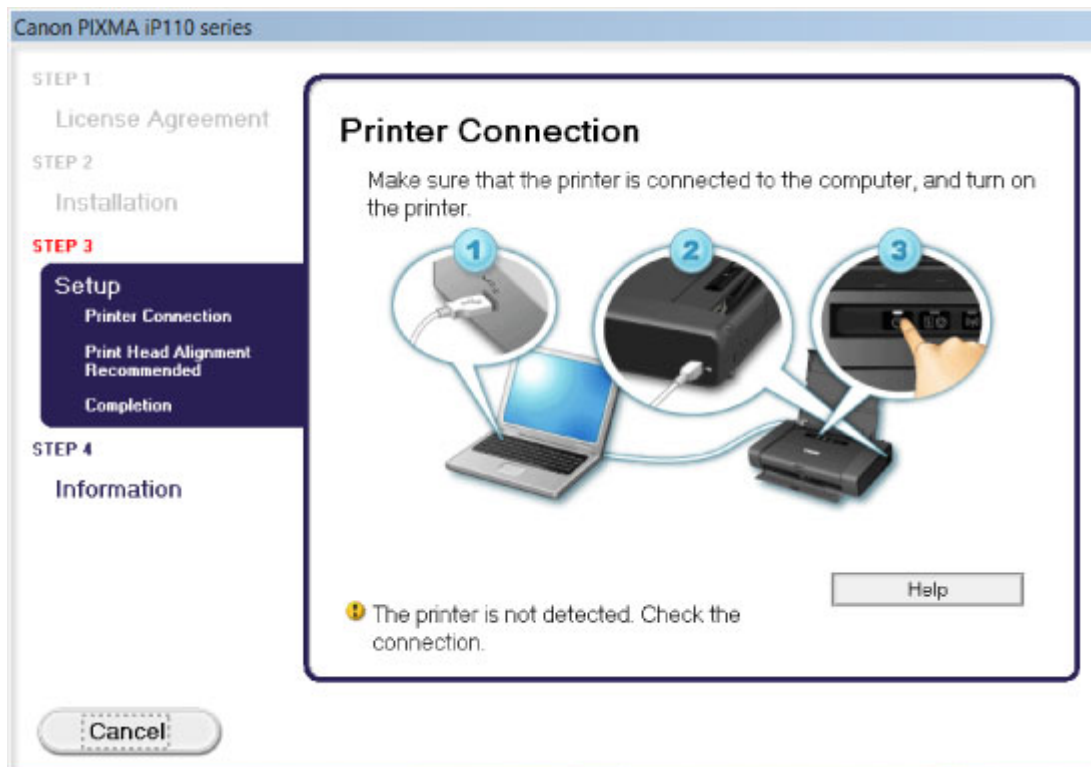 Canon PIXMA iP110 series
STEP 1
License Agreement
STEP 2
Installation
STEP 3
Setup
Printer Connection
Print Head Alignment
Recommended
Completion
STEP 4
Information
Printer Connection
Make sure that the printer is connected to the computer, and turn on
the printer.
1
2
3
Help
The printer is not detected. Check the
connection.
Cancel